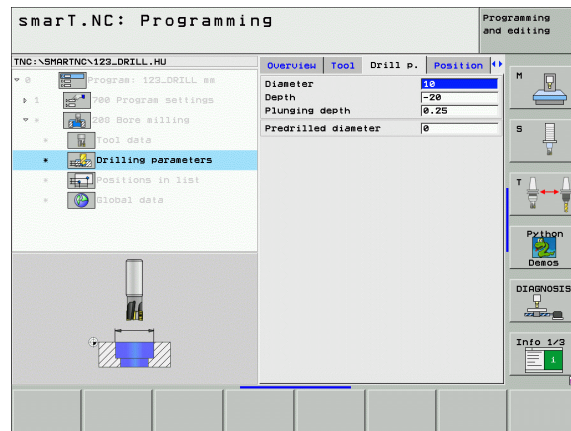 smarT.NC: Programming
Programming
and editing
TNC:\SMARTNC\123_DRILL.HU
0 Program: 123_DRILL mm
1 700 Program settings
* 200 Bore milling
* Tool data
* Drilling parameters
* Positions in list
* Global data
Overview Tool Drill p. Position
Diameter 10
Depth -20
Plunging depth 0.25
Predrilled diameter 0
M
S
T
Python
Demos
DIAGNOSIS
Info 1/3
1